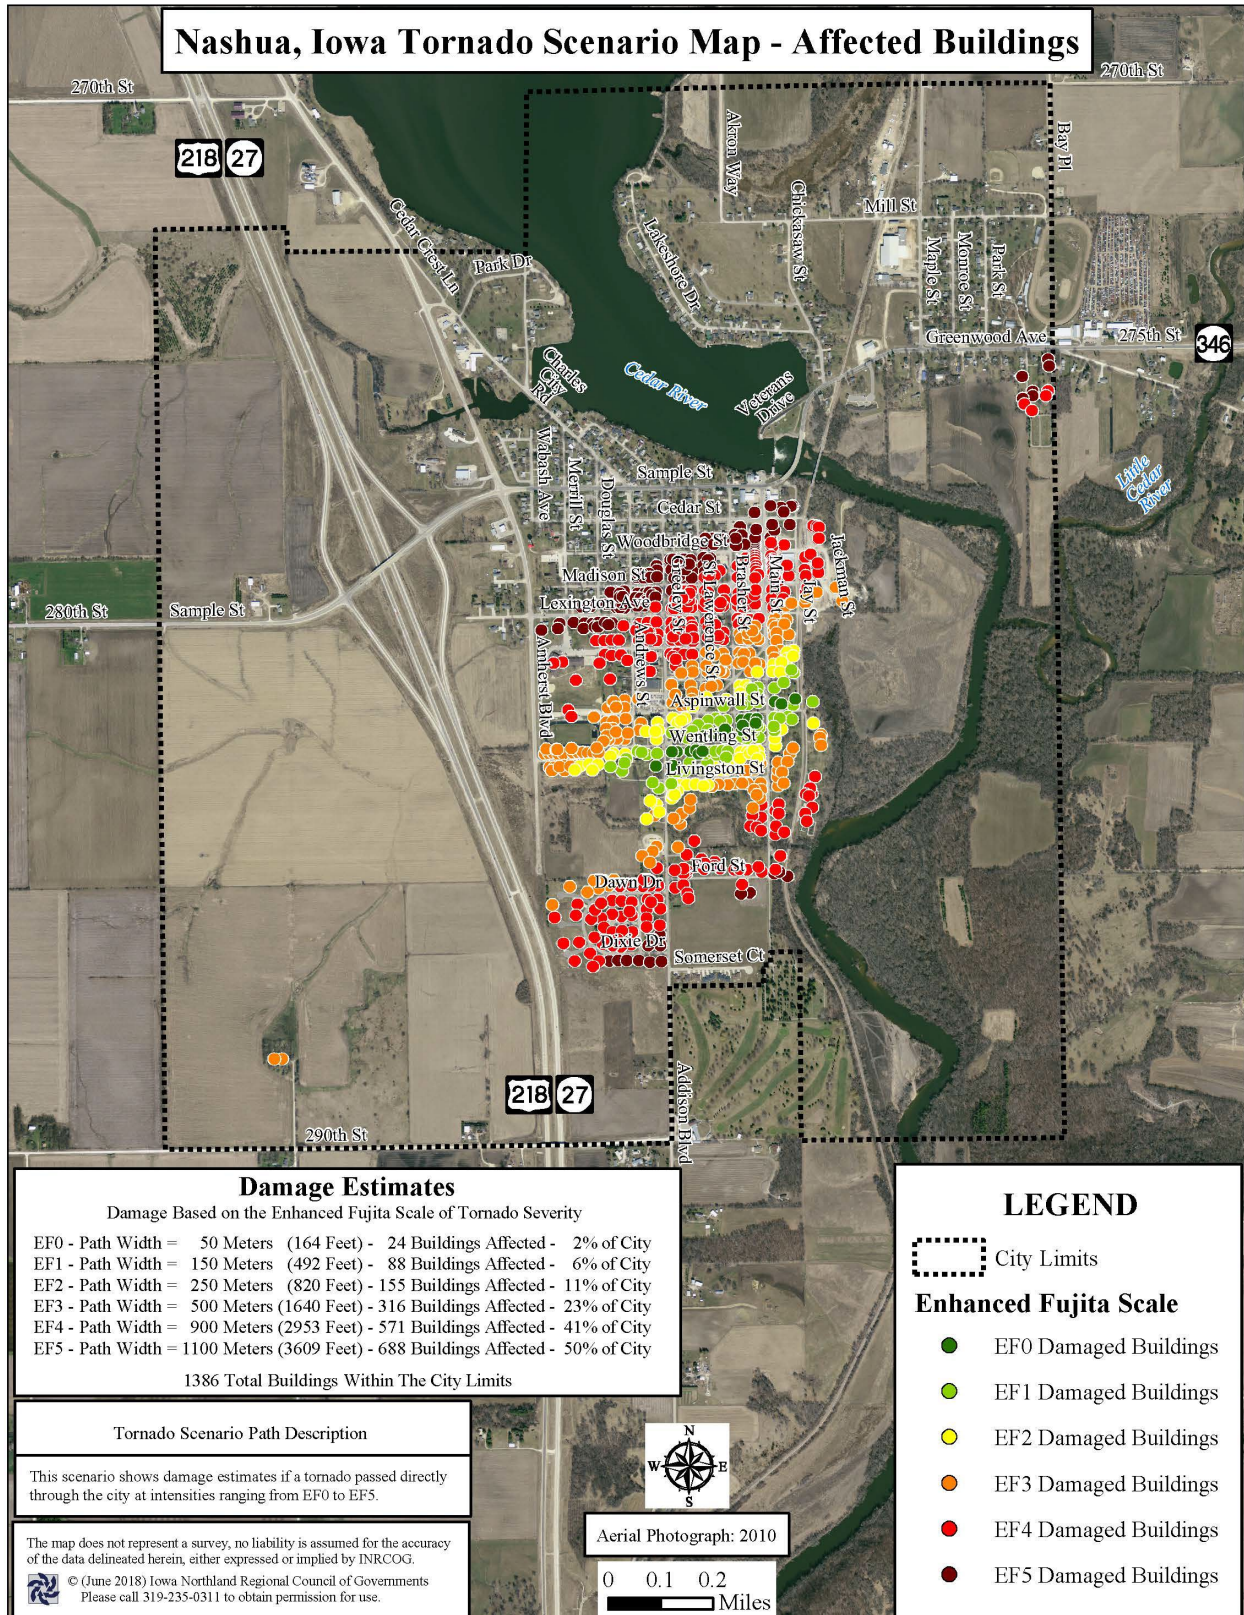 Nashua, Iowa Tornado Scenario Map - Affected Buildings
270th St
270th St
218
27
Akron Way
Bay Pl
Chickasaw St
Mill St
Cedar Crest Ln
Lakeshore Dr
Park Dr
Maple St
Monroe St
Park St
Greenwood Ave
275th St
346
Charles
City
Rd
Cedar River
Veterans
Drive
Wabash Ave
Merrill St
Douglas St
Sample St
Little
Cedar
River
Cedar St
Woodbridge St
Jackman St
Madison St
Greeley St
St Lawrence St
Brasher St
Main St
Jay St
Lexington Ave
280th St
Sample St
Amherst Blvd
Andrews St
Aspinwall St
Wentling St
Livingston St
Ford St
Dawn Dr
Dixie Dr
Somerset Ct
218
27
Addison Blvd
290th St
Damage Estimates
Damage Based on the Enhanced Fujita Scale of Tornado Severity
EF0 - Path Width = 50 Meters (164 Feet) - 24 Buildings Affected - 2% of City
EF1 - Path Width = 150 Meters (492 Feet) - 88 Buildings Affected - 6% of City
EF2 - Path Width = 250 Meters (820 Feet) - 155 Buildings Affected - 11% of City
EF3 - Path Width = 500 Meters (1640 Feet) - 316 Buildings Affected - 23% of City
EF4 - Path Width = 900 Meters (2953 Feet) - 571 Buildings Affected - 41% of City
EF5 - Path Width = 1100 Meters (3609 Feet) - 688 Buildings Affected - 50% of City
1386 Total Buildings Within The City Limits
Tornado Scenario Path Description
This scenario shows damage estimates if a tornado passed directly
through the city at intensities ranging from EF0 to EF5.
The map does not represent a survey, no liability is assumed for the accuracy
of the data delineated herein, either expressed or implied by INRCOG.
© (June 2018) Iowa Northland Regional Council of Governments
Please call 319-235-0311 to obtain permission for use.
N
W
E
S
Aerial Photograph: 2010
0 0.1 0.2
Miles
LEGEND
City Limits
Enhanced Fujita Scale
EF0 Damaged Buildings
EF1 Damaged Buildings
EF2 Damaged Buildings
EF3 Damaged Buildings
EF4 Damaged Buildings
EF5 Damaged Buildings